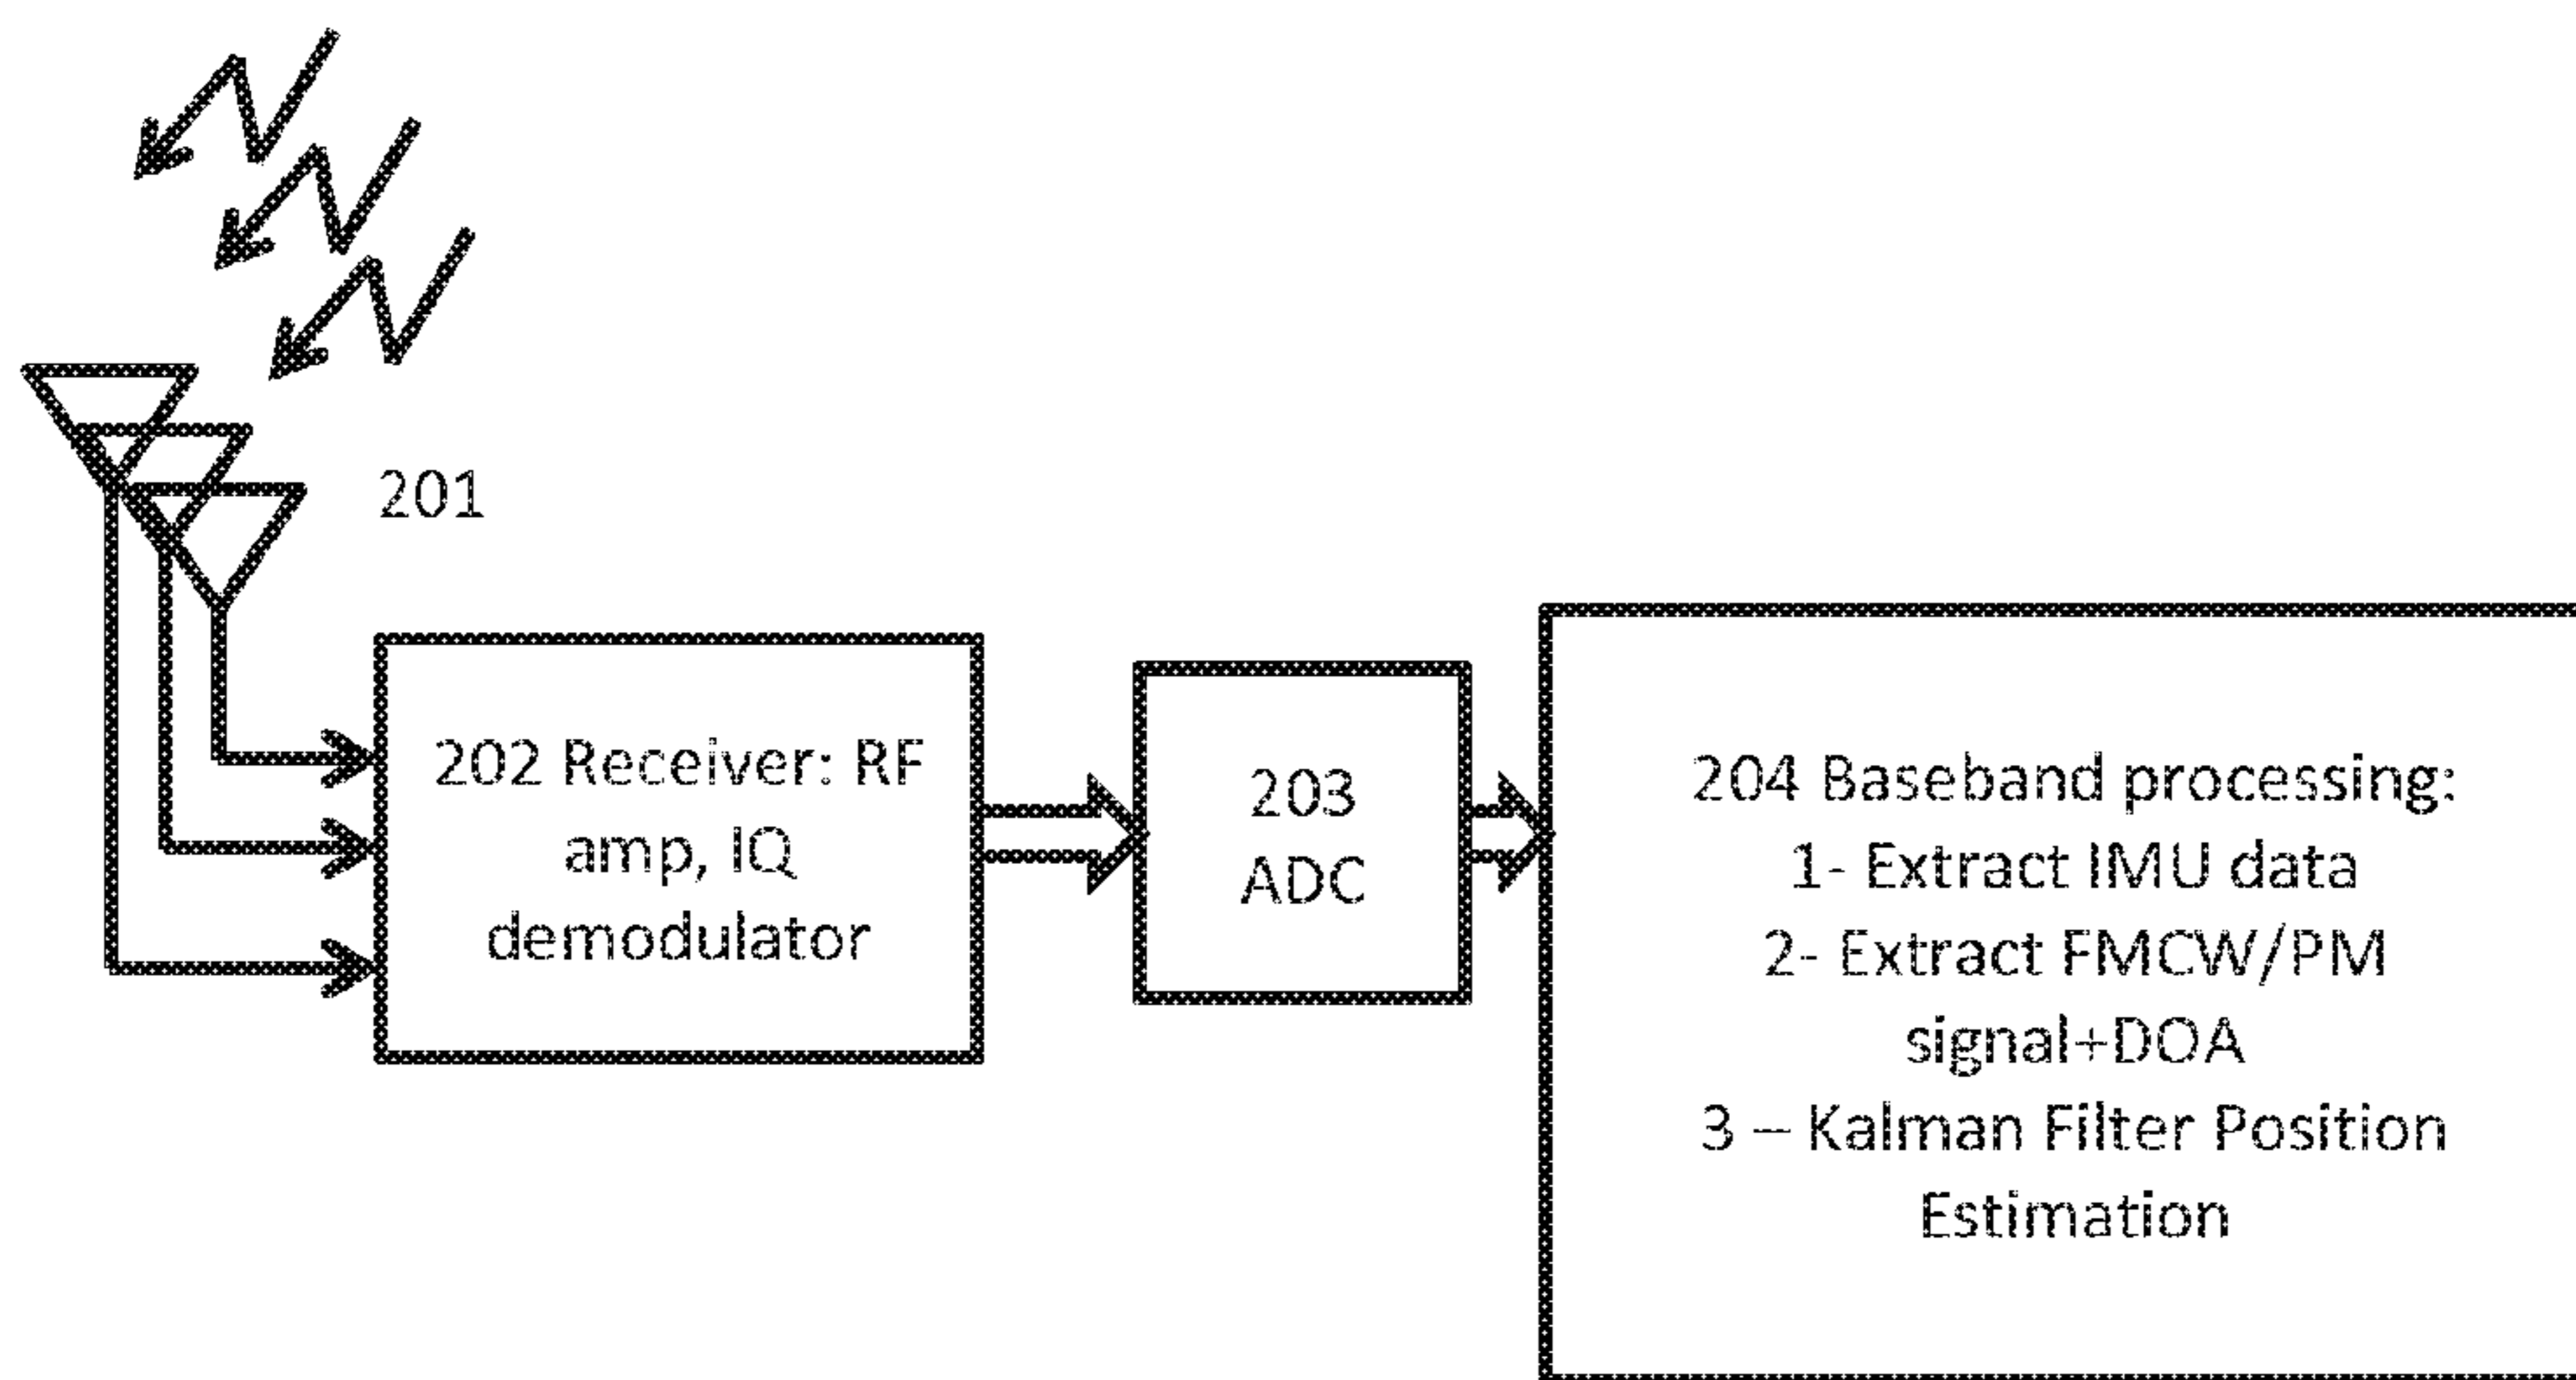 201
202 Receiver: RF
amp, IQ
demodulator
203
ADC
204 Baseband processing:
1- Extract IMU data
2- Extract FMCW/PM
signal+DOA
3 – Kalman Filter Position
Estimation